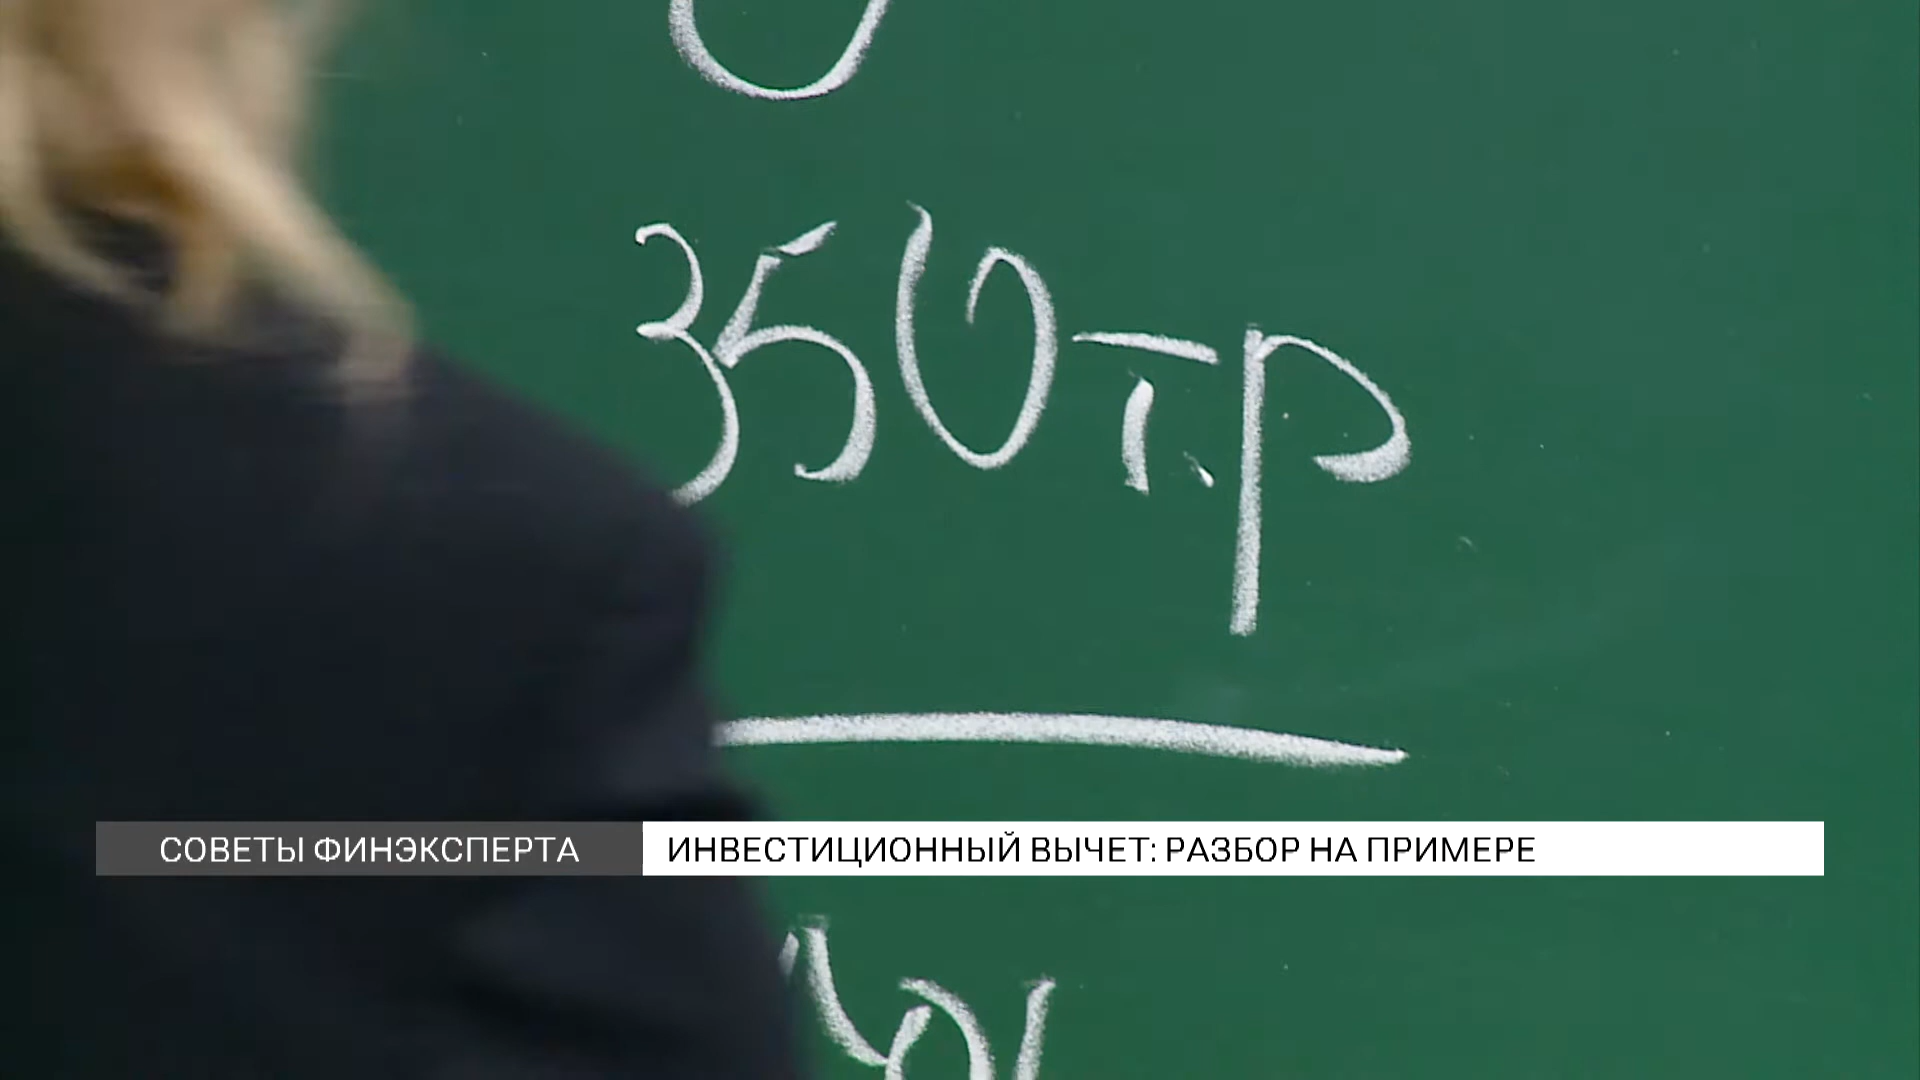 350 т.р
СОВЕТЫ ФИНЭКСПЕРТА
ИНВЕСТИЦИОННЫЙ ВЫЧЕТ: РАЗБОР НА ПРИМЕРЕ